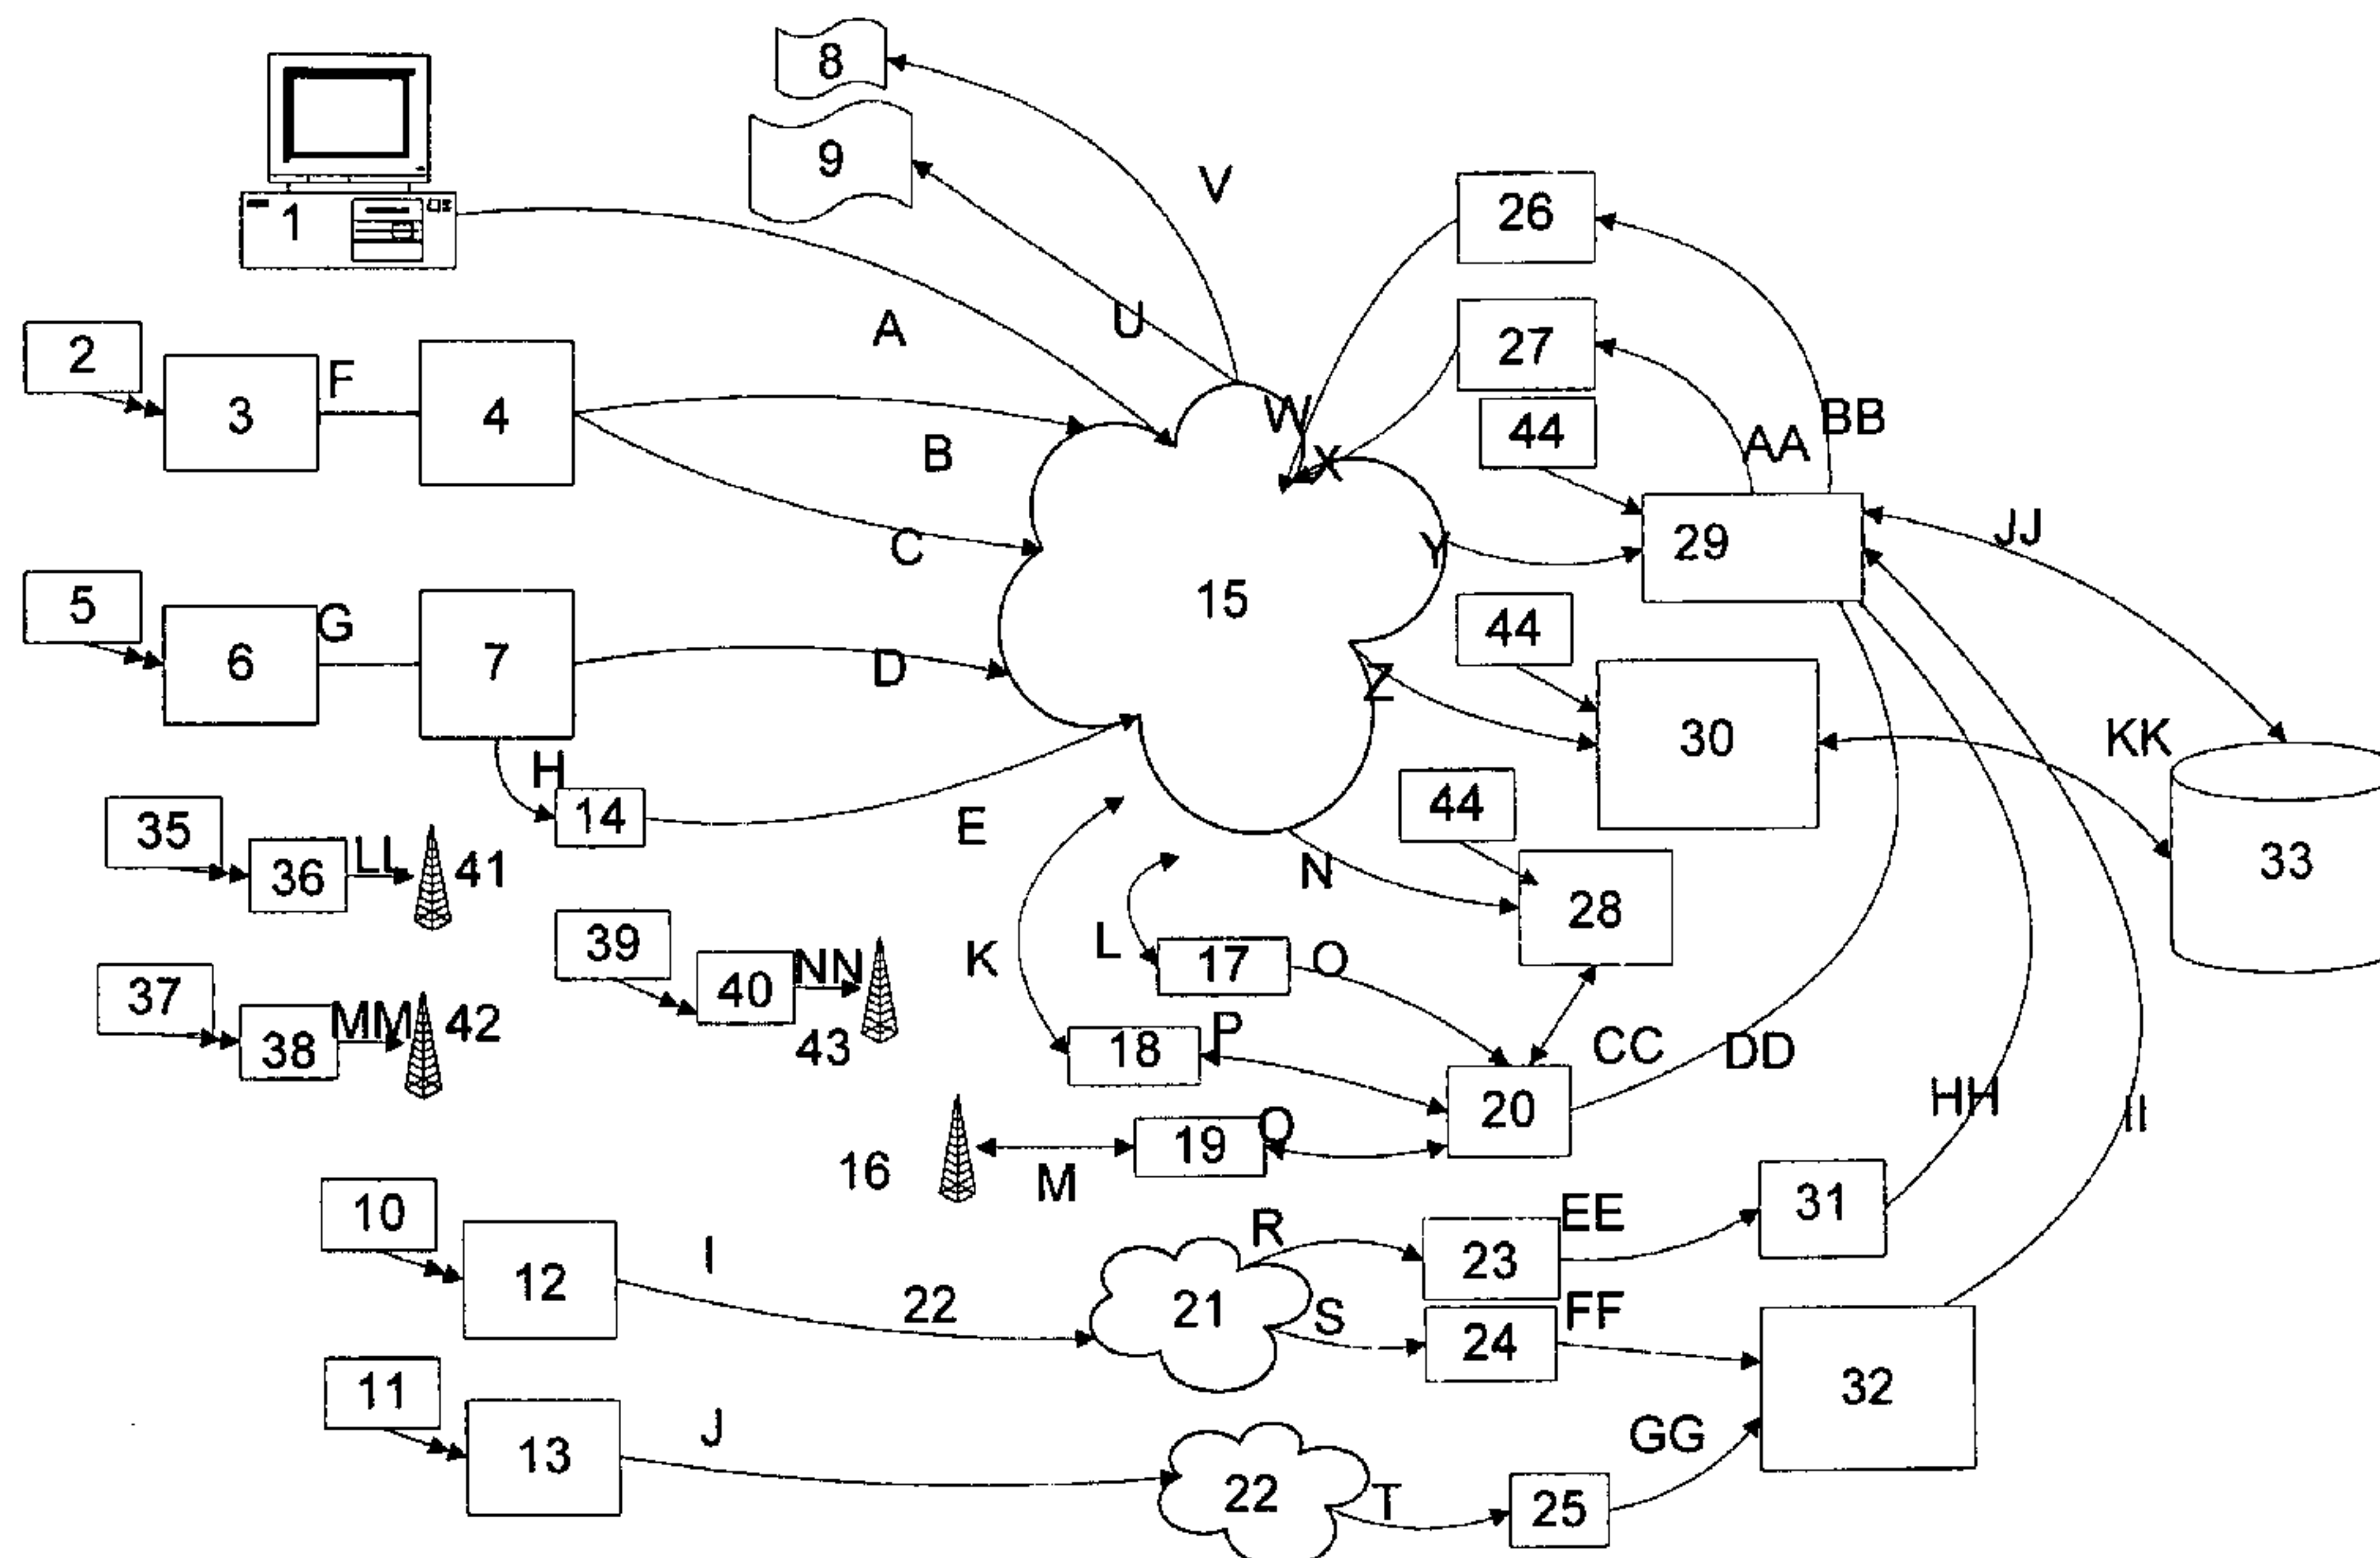 8
9
1
V
26
A
U
27
2
F
W
BB
3
4
X
44
AA
B
29
JJ
C
Y
15
5
G
44
6
7
D
Z
30
KK
H
44
14
E
35
LL
41
N
33
36
28
39
L
17
O
K
NN
37
40
MM
42
P
CC
DD
38
43
18
HH
II
20
Q
19
16
M
31
10
R
EE
I
23
12
22
21
S
FF
24
11
32
J
GG
13
22
T
25